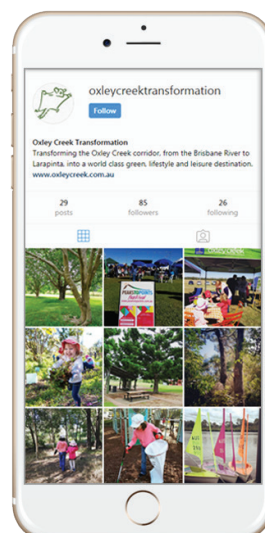 oxleycreektransformation
Follow
Oxley Creek Transformation
Transforming the Oxley Creek corridor, from the Brisbane River to
Larapinta, into a world class green, lifestyle and leisure destination.
www.oxleycreek.com.au
29 85 26
posts followers following